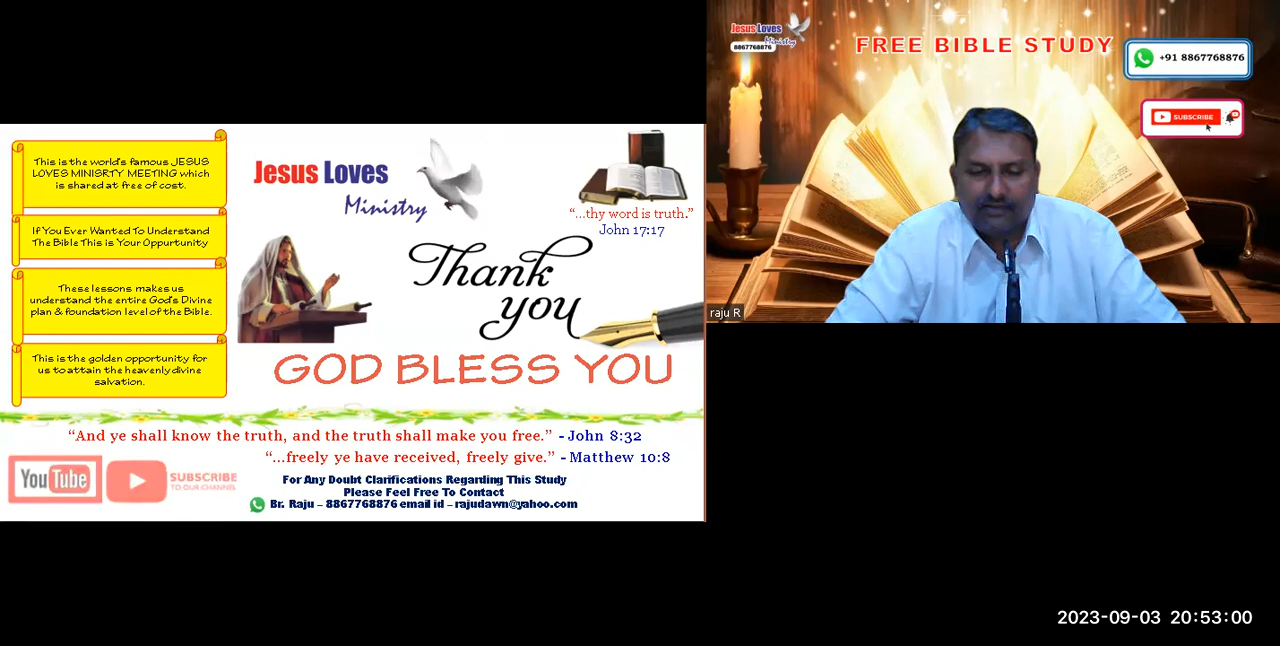 This is the world's famous JESUS
LOVES MINISRTY MEETING which
is shared at free of cost.
If You Ever Wanted To Understand
The Bible This is Your Oppurtunity
These lessons makes us
understand the entire God's Divine
plan & foundation level of the Bible.
This is the golden opportunity for
us to attain the heavenly divine
salvation.
Jesus Loves
Ministry
"...thy word is truth."
John 17:17
Thank
you
GOD BLESS YOU
"And ye shall know the truth, and the truth shall make you free." - John 8:32
"...freely ye have received, freely give." - Matthew 10:8
YouTube
SUBSCRIBE
TO OUR CHANNEL
For Any Doubt Clarifications Regarding This Study
Please Feel Free To Contact
Br. Raju – 8867768876 email id – rajudawn@yahoo.com
Jesus Loves
Ministry
8867768876
FREE BIBLE STUDY
+91 8867768876
SUBSCRIBE
raju R
2023-09-03 20:53:00